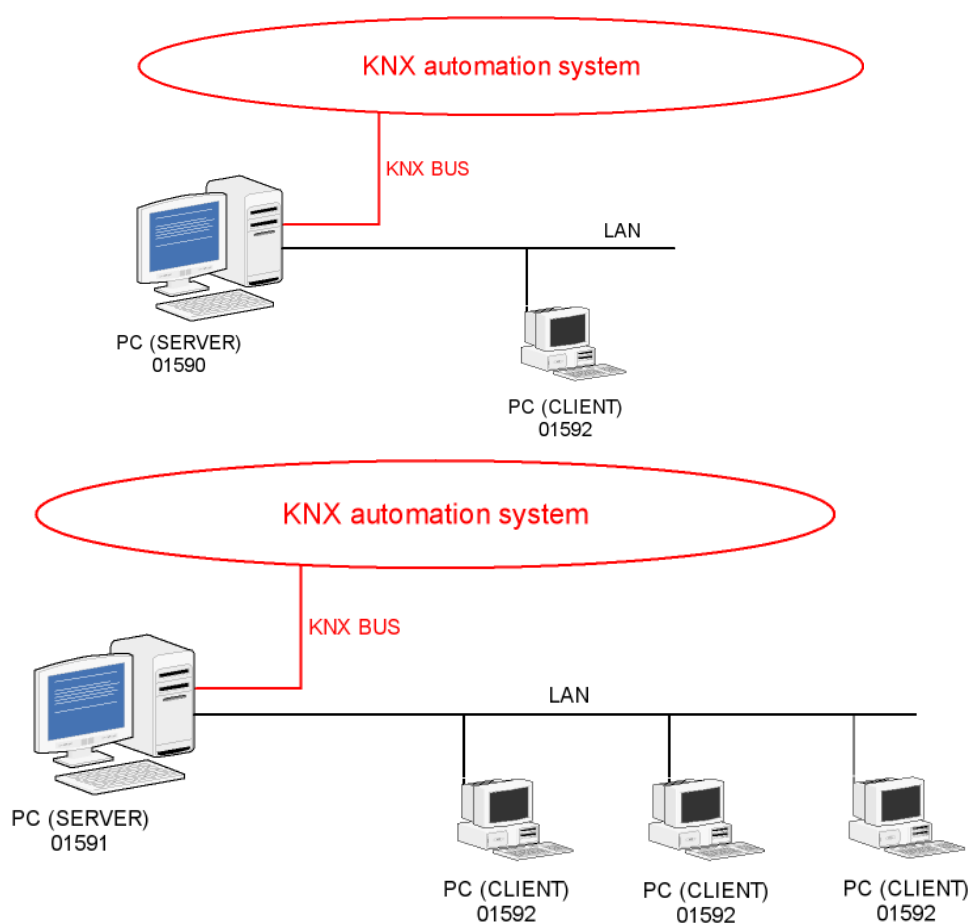 KNX automation system
KNX BUS
LAN
PC (SERVER)
01590
PC (CLIENT)
01592
KNX automation system
KNX BUS
LAN
PC (SERVER)
01591
PC (CLIENT)
01592
PC (CLIENT)
01592
PC (CLIENT)
01592